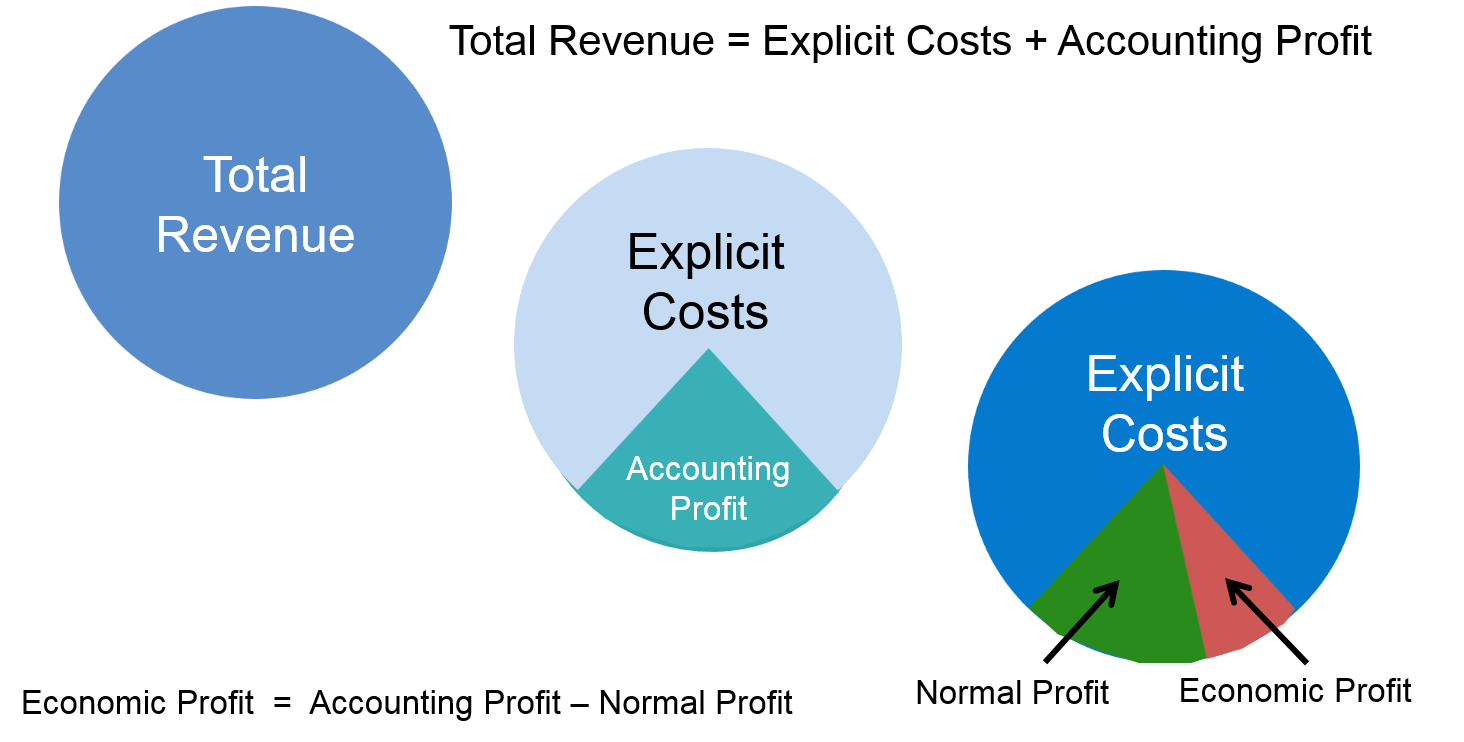 Total Revenue = Explicit Costs + Accounting Profit
Total
Revenue
Explicit
Costs
Accounting
Profit
Explicit
Costs
Normal Profit
Economic Profit
Economic Profit = Accounting Profit – Normal Profit